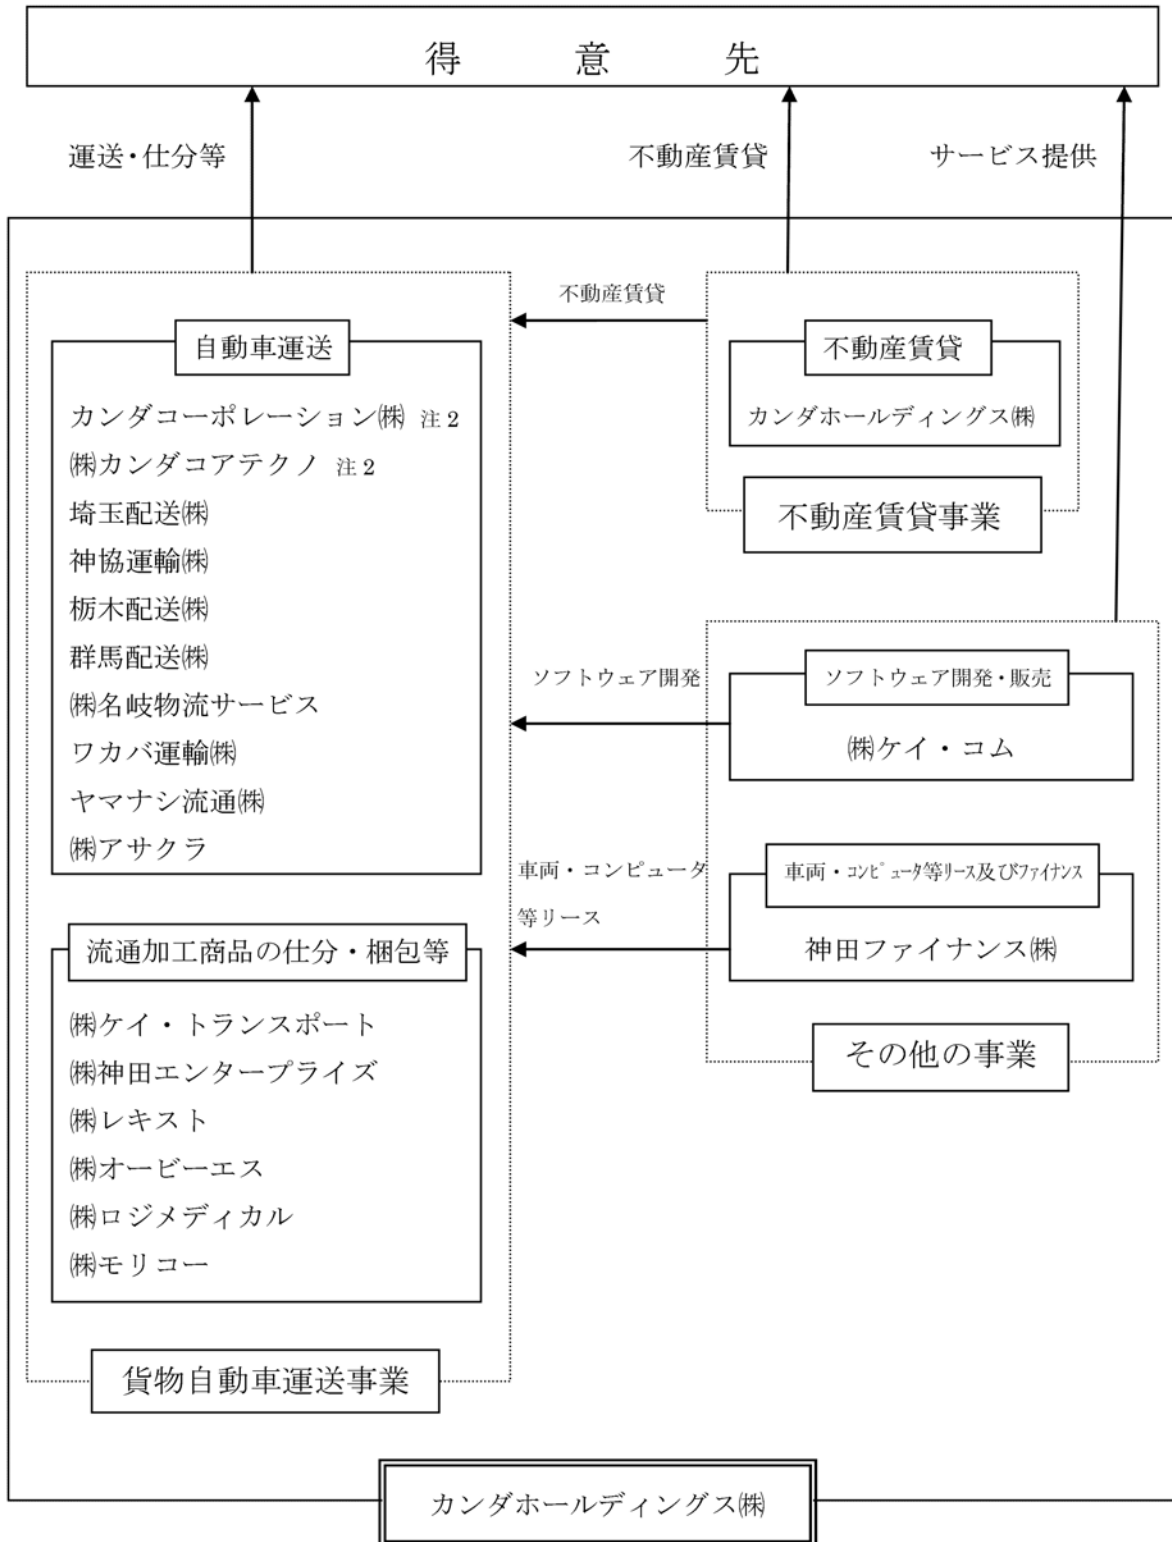 得意先
運送・仕分等
不動産賃貸
サービス提供
不動産賃貸
自動車運送
カンダコーポレーション㈱ 注2
㈱カンダコアテクノ 注2
埼玉配送㈱
神協運輸㈱
栃木配送㈱
群馬配送㈱
㈱名岐物流サービス
ワカバ運輸㈱
ヤマナシ流通㈱
㈱アサクラ
流通加工商品の仕分・梱包等
㈱ケイ・トランスポート
㈱神田エンタープライズ
㈱レキスト
㈱オービーエス
㈱ロジメディカル
㈱モリコー
貨物自動車運送事業
不動産賃貸
カンダホールディングス㈱
不動産賃貸事業
ソフトウェア開発
ソフトウェア開発・販売
㈱ケイ・コム
車両・コンピュータ
等リース
車両・コンピュータ等リース及びファイナンス
神田ファイナンス㈱
その他の事業
カンダホールディングス㈱